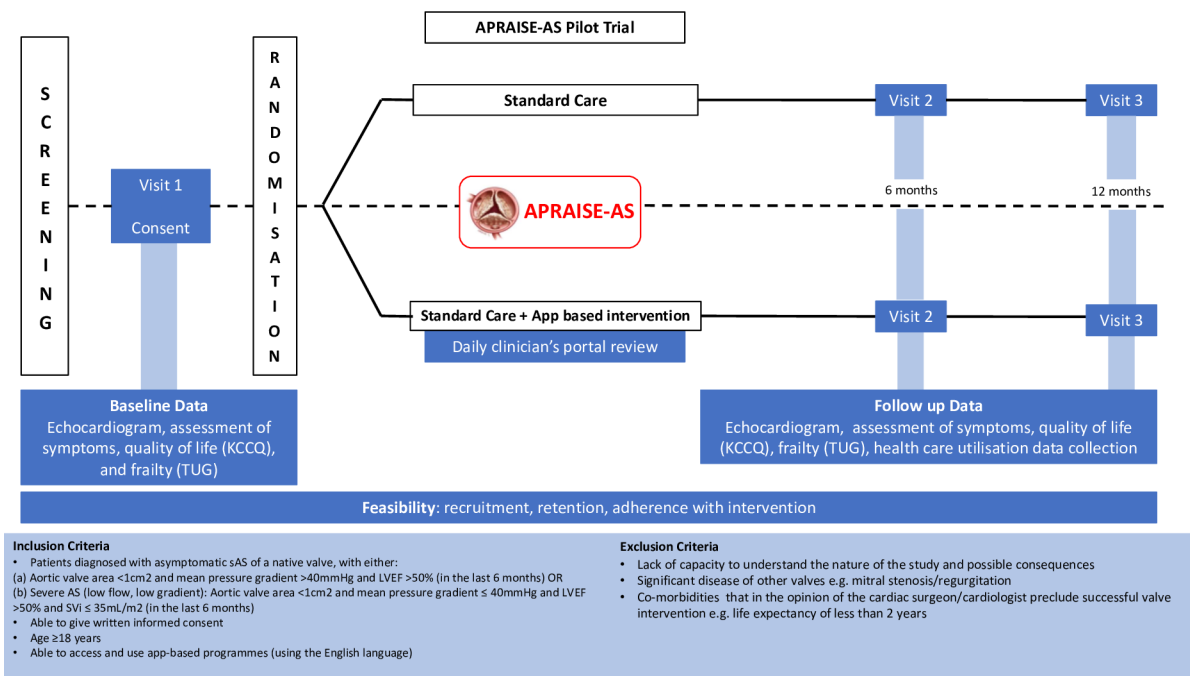 APRAISE-AS Pilot Trial
SCREENING
RANDOMISATION
Standard Care
Visit 2
Visit 3
Visit 1
Consent
APRAISE-AS
6 months
12 months
Standard Care + App based intervention
Daily clinician's portal review
Visit 2
Visit 3
Baseline Data
Echocardiogram, assessment of
symptoms, quality of life (KCCQ),
and frailty (TUG)
Follow up Data
Echocardiogram,  assessment of symptoms, quality of life
(KCCQ), frailty (TUG), health care utilisation data collection
Feasibility: recruitment, retention, adherence with intervention
Inclusion Criteria
• Patients diagnosed with asymptomatic sAS of a native valve, with either:
(a) Aortic valve area <1cm2 and mean pressure gradient >40mmHg and LVEF >50% (in the last 6 months) OR
(b) Severe AS (low flow, low gradient): Aortic valve area <1cm2 and mean pressure gradient ≤ 40mmHg and LVEF
>50% and SVi ≤ 35mL/m2 (in the last 6 months)
• Able to give written informed consent
• Age ≥18 years
• Able to access and use app-based programmes (using the English language)
Exclusion Criteria
• Lack of capacity to understand the nature of the study and possible consequences
• Significant disease of other valves e.g. mitral stenosis/regurgitation
• Co-morbidities  that in the opinion of the cardiac surgeon/cardiologist preclude successful valve
intervention e.g. life expectancy of less than 2 years